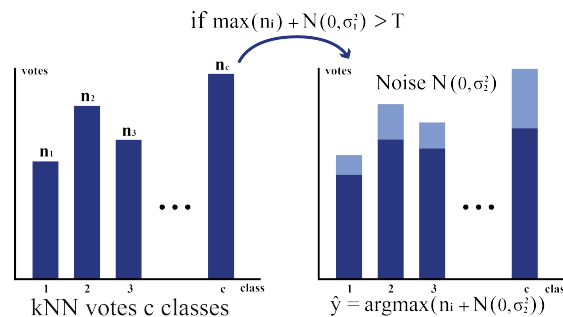 if max(nᵢ)+N(0,σ₁²)>T
votes
n₁
n₂
n₃
n_c
...
1 2 3 c class
kNN votes c classes
votes
Noise N(0,σ₂²)
...
1 2 3 c class
ŷ=argmax(nᵢ+N(0,σ₂²))